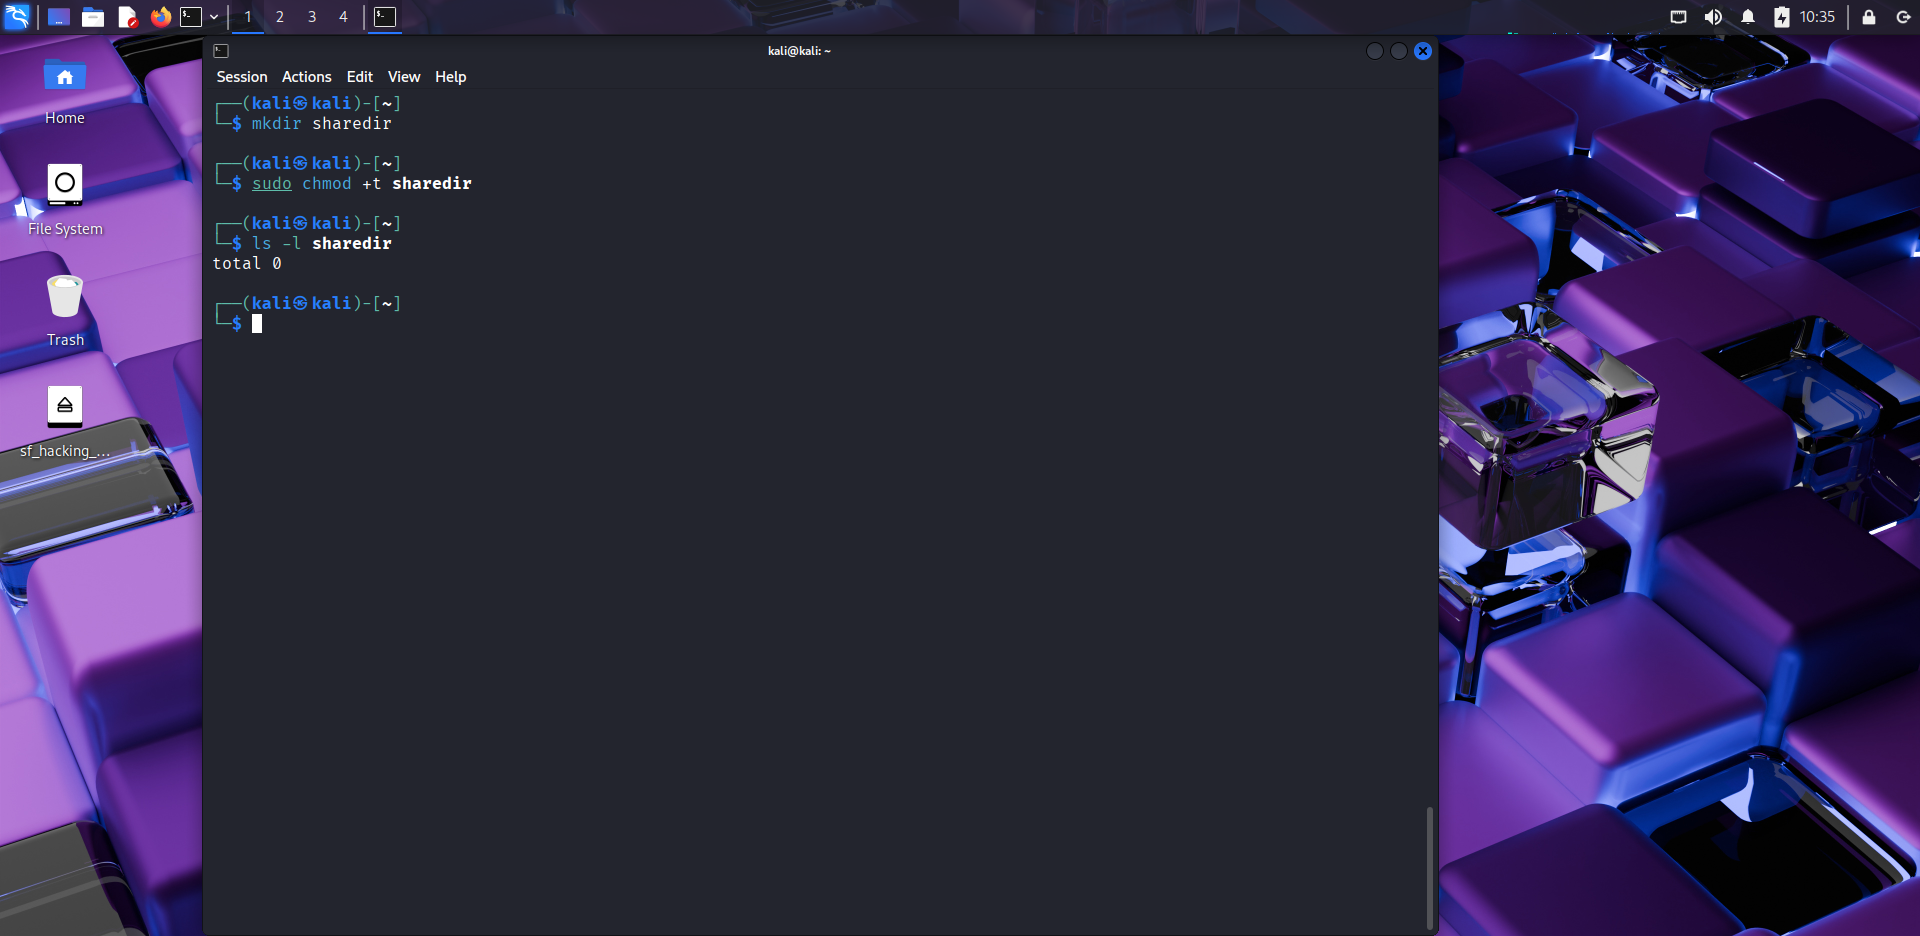 1 2 3 4
10:35
kali@kali: ~
Session Actions Edit View Help
┌──(kali㉿kali)-[~]
└─$ mkdir sharedir
┌──(kali㉿kali)-[~]
└─$ sudo chmod +t sharedir
┌──(kali㉿kali)-[~]
└─$ ls -l sharedir
total 0
┌──(kali㉿kali)-[~]
└─$
Home
File System
Trash
sf_hacking_...